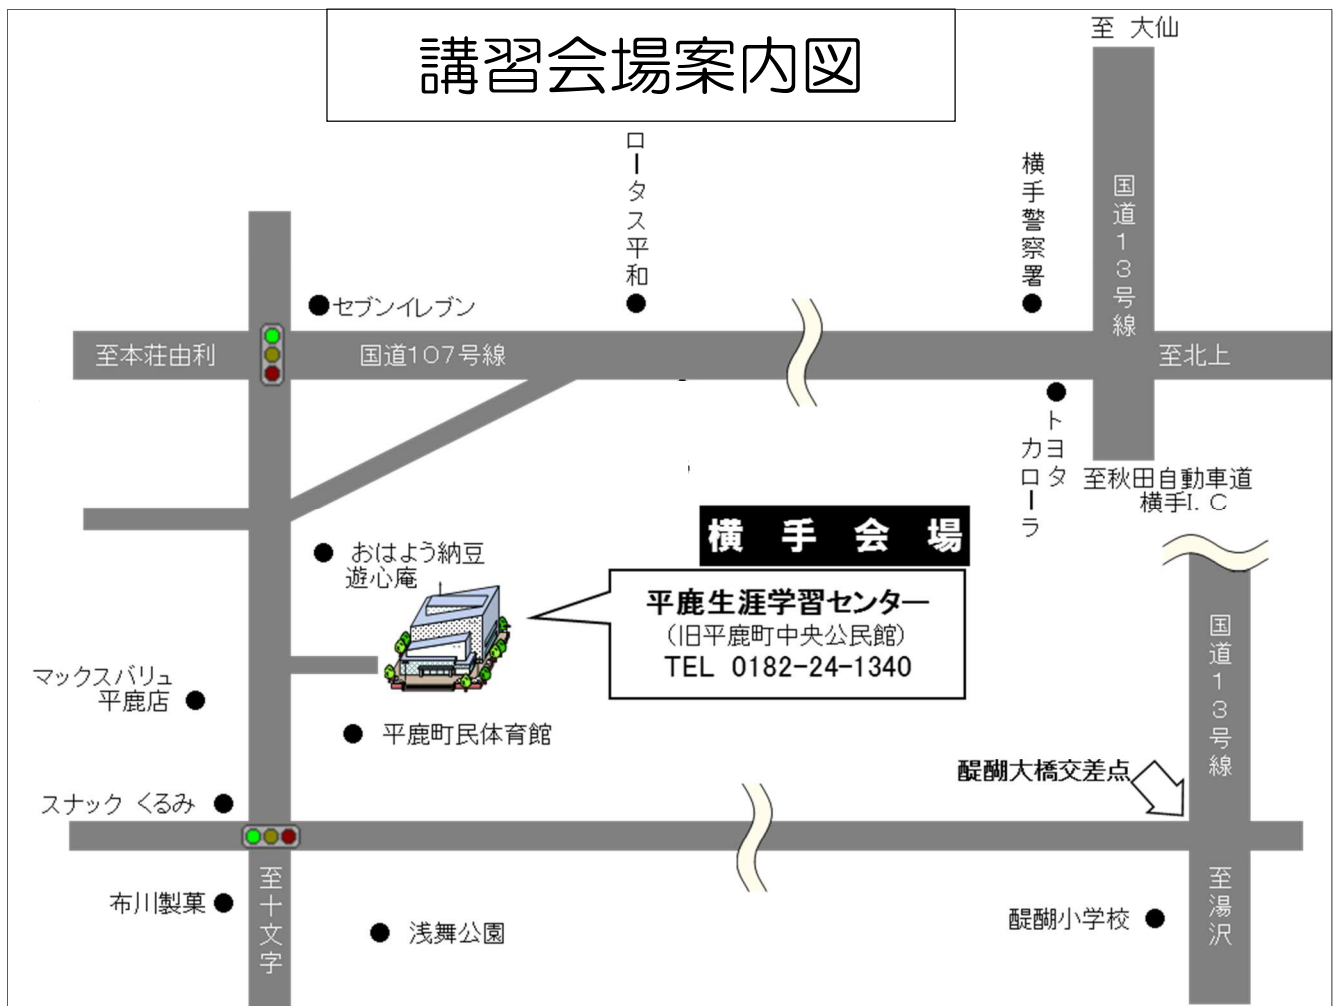 講習会場案内図
至 大仙
ロータス平和
横手警察署
国道13号線
セブンイレブン
至本荘由利
国道107号線
至北上
トヨタ
カローラ
至秋田自動車道
横手I.C
横手会場
おはよう納豆
遊心庵
平鹿生涯学習センター
(旧平鹿町中央公民館)
TEL 0182-24-1340
国道13号線
マックスバリュ
平鹿店
平鹿町民体育館
醍醐大橋交差点
スナック くるみ
至十文字
至湯沢
布川製菓
浅舞公園
醍醐小学校